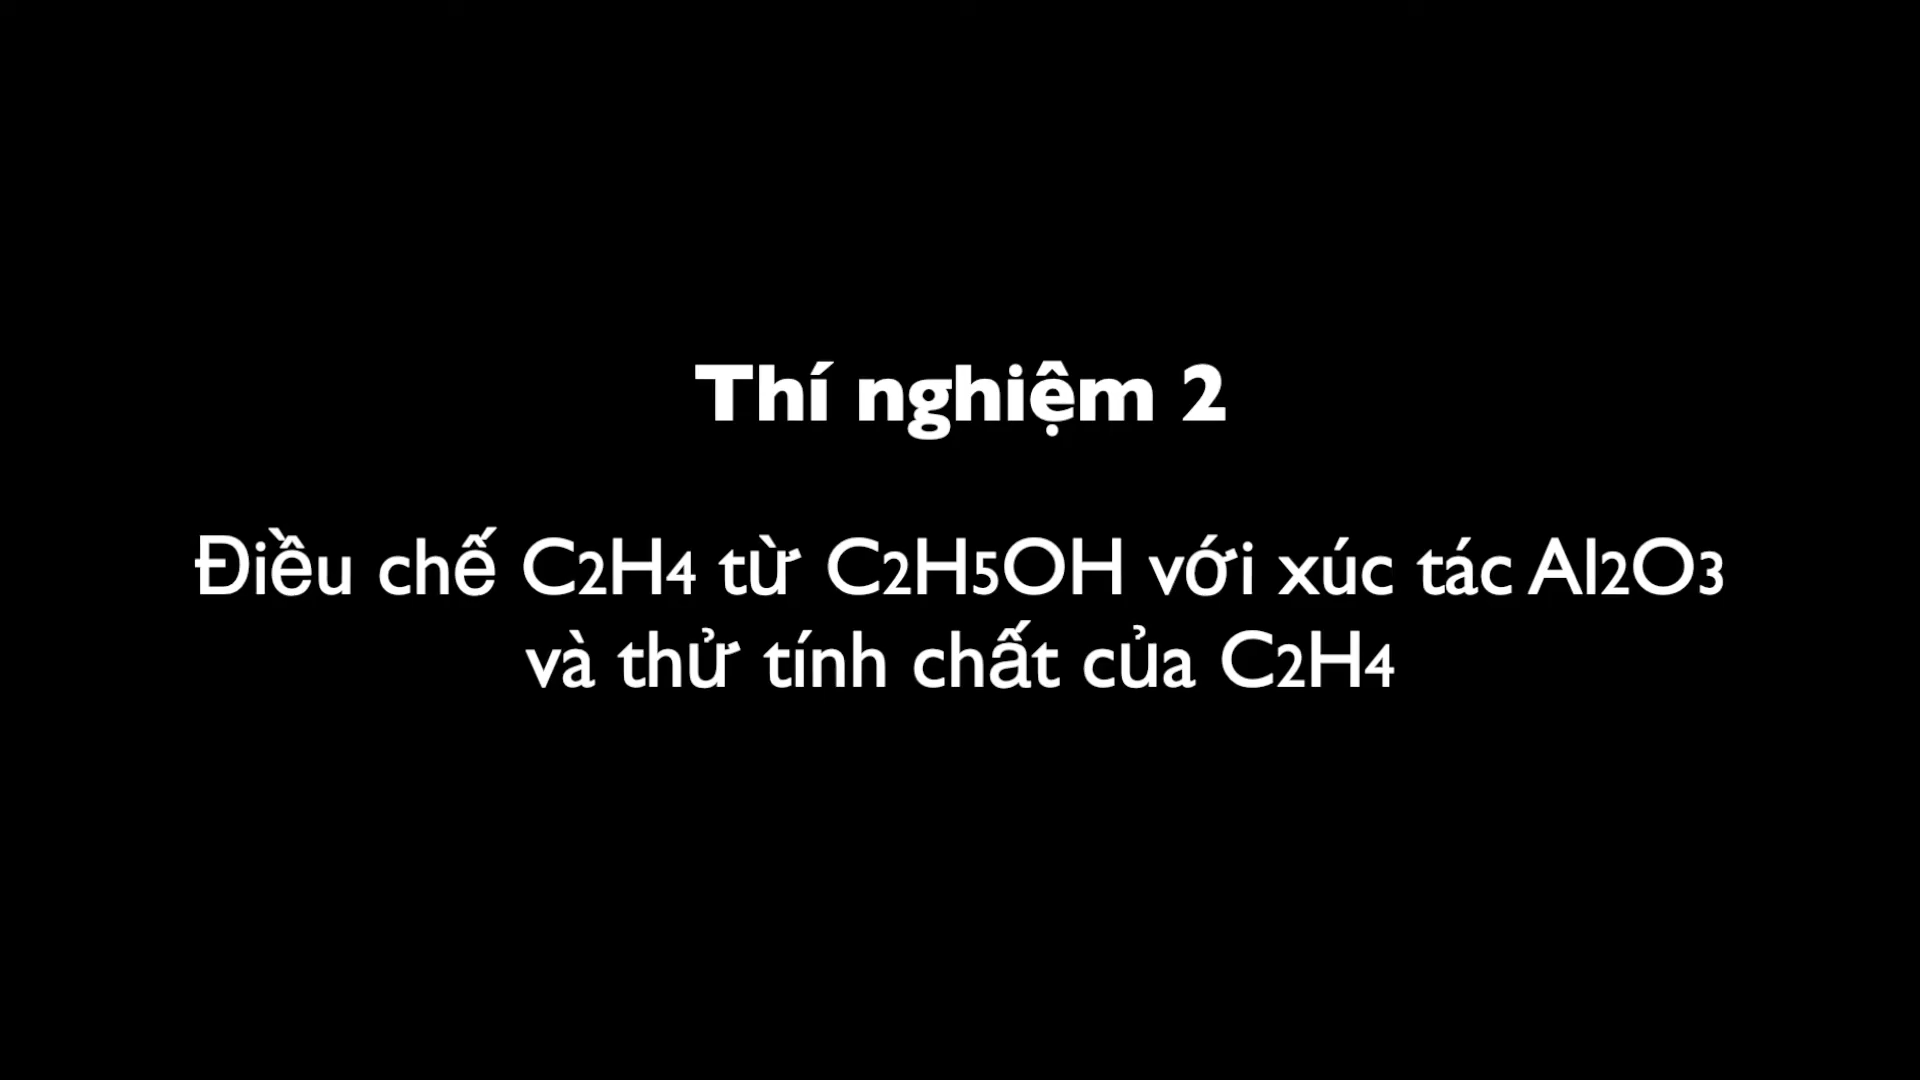 Thí nghiệm 2
Điều chế C2H4 từ C2H5OH với xúc tác Al2O3
và thử tính chất của C2H4